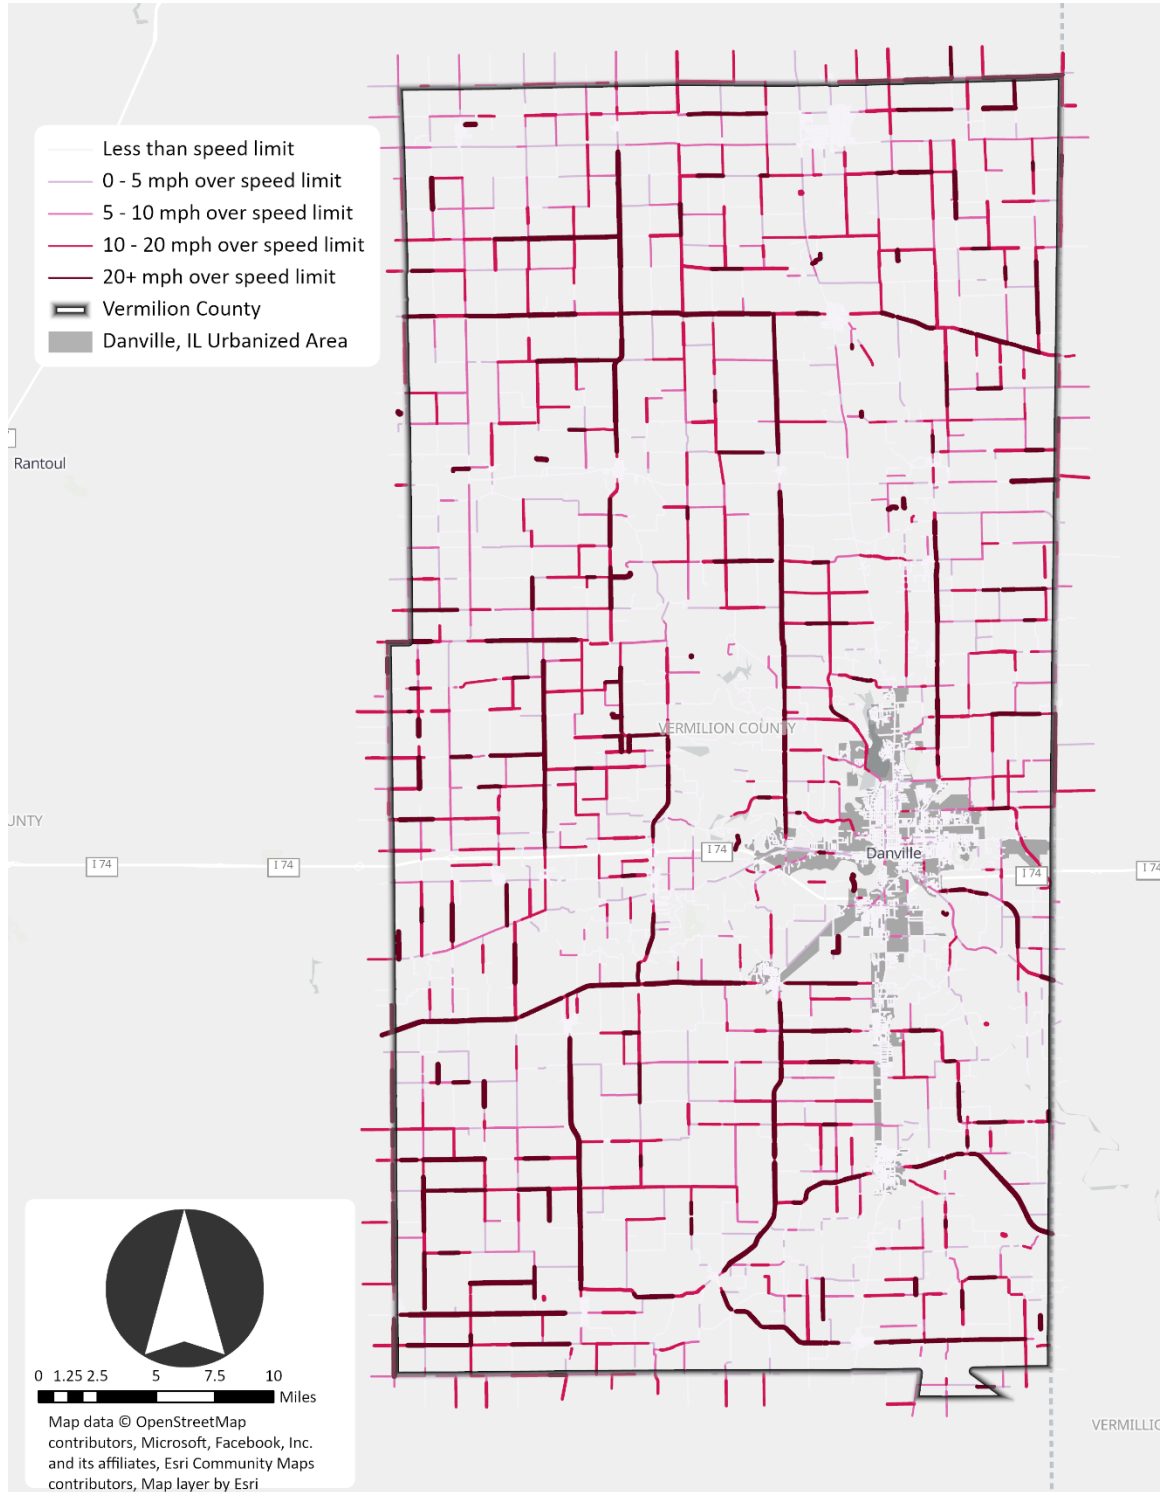 Less than speed limit
0 - 5 mph over speed limit
5 - 10 mph over speed limit
10 - 20 mph over speed limit
20+ mph over speed limit
Vermilion County
Danville, IL Urbanized Area
Rantoul
VERMILION COUNTY
UNTY
I 74
I 74
I 74
Danville
I 74
I 74
0 1.25 2.5 5 7.5 10
Miles
Map data © OpenStreetMap
contributors, Microsoft, Facebook, Inc.
and its affiliates, Esri Community Maps
contributors, Map layer by Esri
VERMILLIO